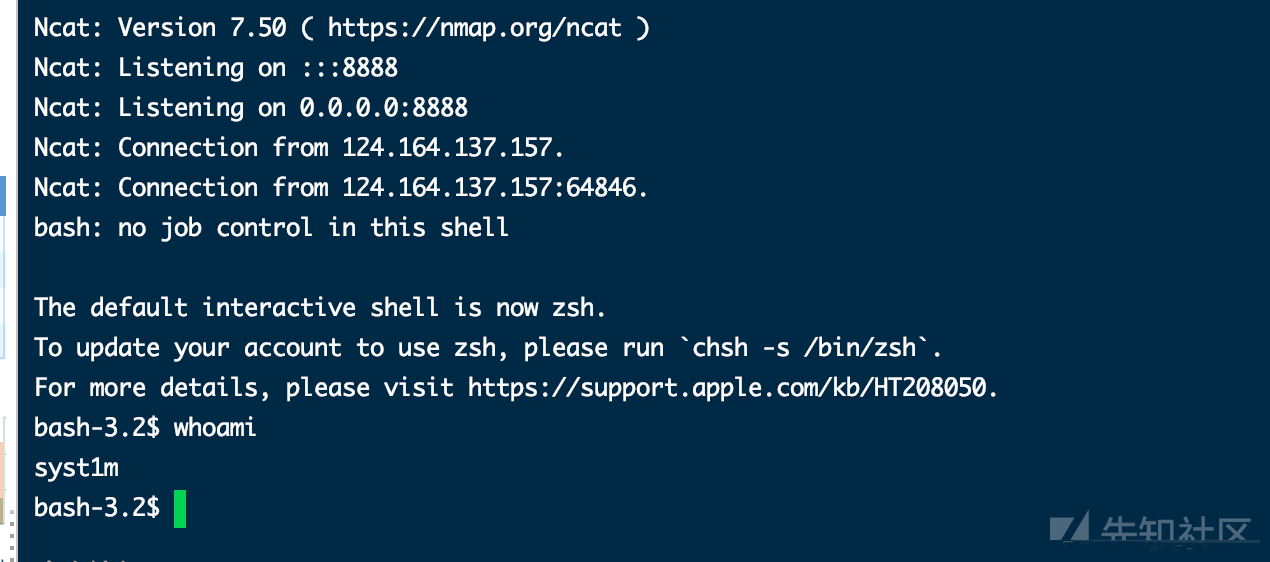 Ncat: Version 7.50 ( https://nmap.org/ncat )
Ncat: Listening on :::8888
Ncat: Listening on 0.0.0.0:8888
Ncat: Connection from 124.164.137.157.
Ncat: Connection from 124.164.137.157:64846.
bash: no job control in this shell
The default interactive shell is now zsh.
To update your account to use zsh, please run `chsh -s /bin/zsh`.
For more details, please visit https://support.apple.com/kb/HT208050.
bash-3.2$ whoami
syst1m
bash-3.2$
先知社区